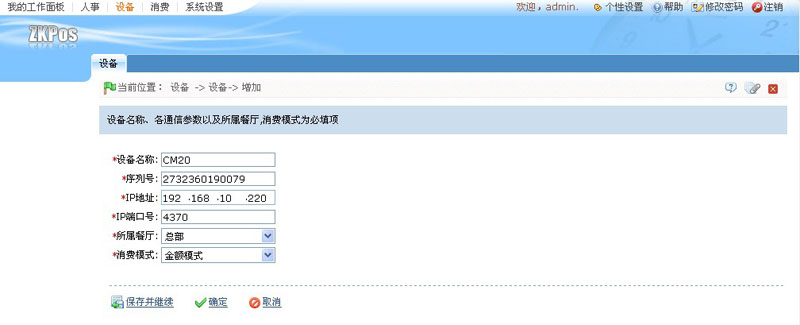 我的工作面板 | 人事 | 设备 | 消费 | 系统设置 欢迎，admin. 个性设置 帮助 修改密码 注销
ZKPos
设备
当前位置： 设备 -> 设备-> 增加
设备名称、各通信参数以及所属餐厅,消费模式为必填项
*设备名称: CM20
*序列号: 2732360190079
*IP地址: 192 .168 .10 .220
*IP端口号: 4370
*所属餐厅: 总部
*消费模式: 金额模式
保存并继续 确定 取消